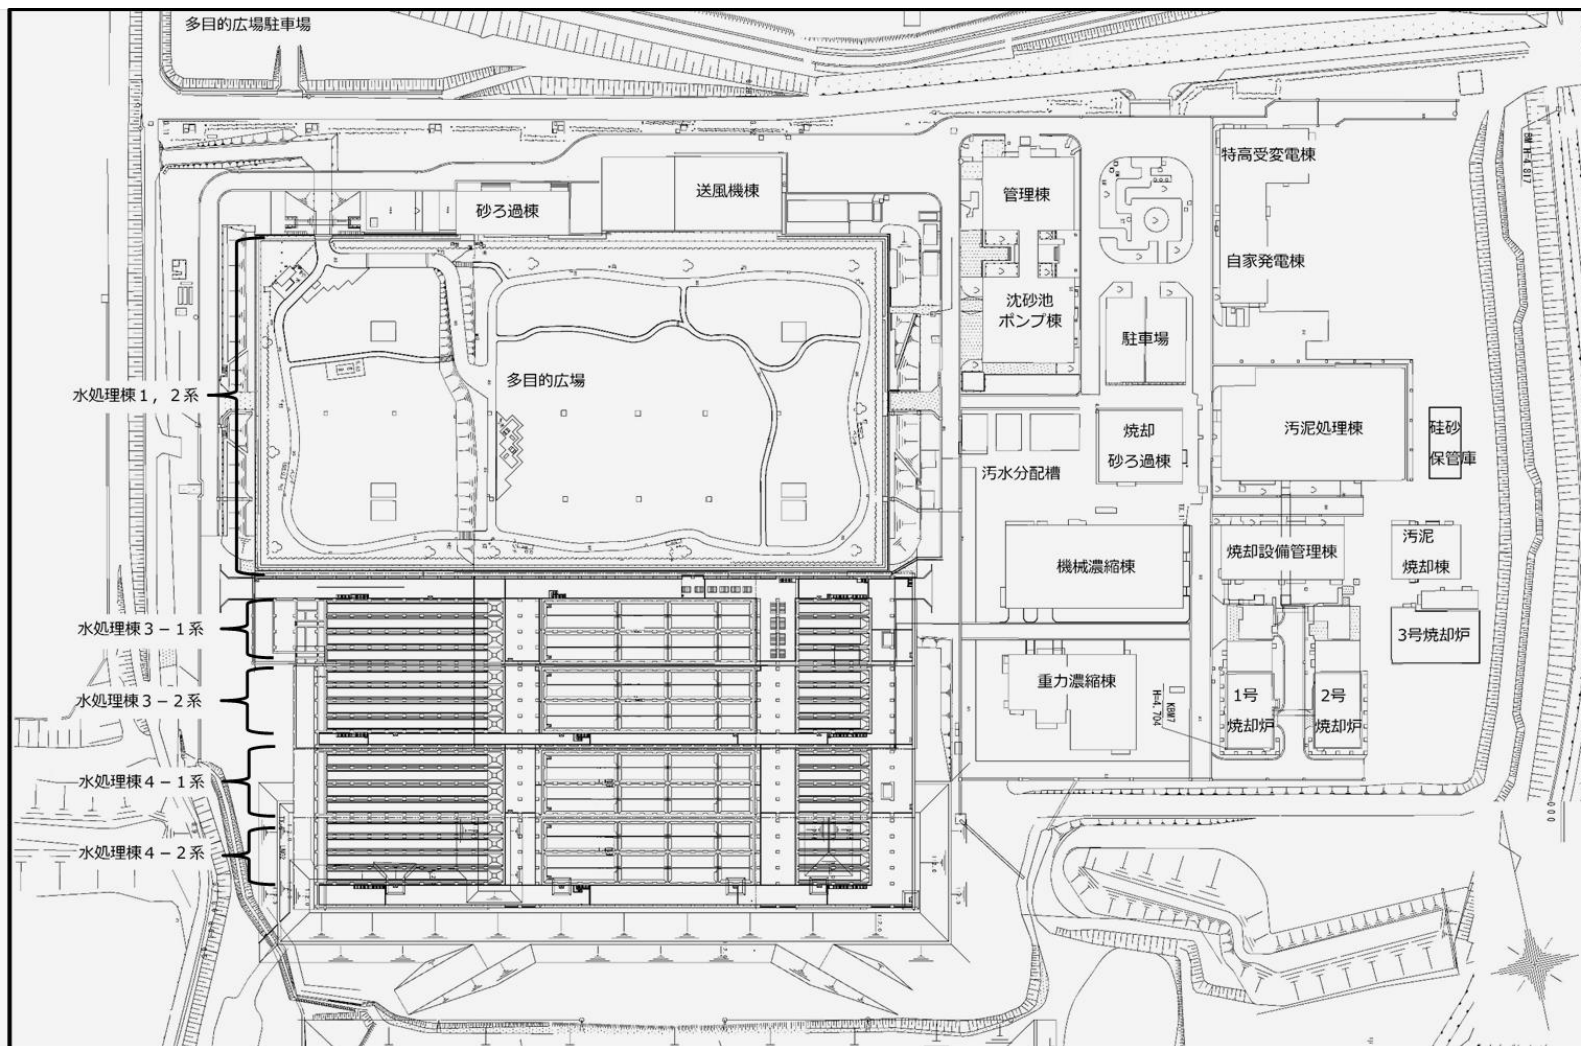 多目的広場駐車場
特高受変電棟
BM H=4.817
送風機棟
管理棟
砂ろ過棟
自家発電棟
沈砂池
ポンプ棟
駐車場
多目的広場
水処理棟1，2系
焼却
砂ろ過棟
汚泥処理棟
硅砂
保管庫
汚水分配槽
汚泥
焼却棟
焼却設備管理棟
機械濃縮棟
水処理棟3－1系
3号焼却炉
重力濃縮棟
KBM7
H=4.704
1号
焼却炉
2号
焼却炉
水処理棟3－2系
水処理棟4－1系
水処理棟4－2系